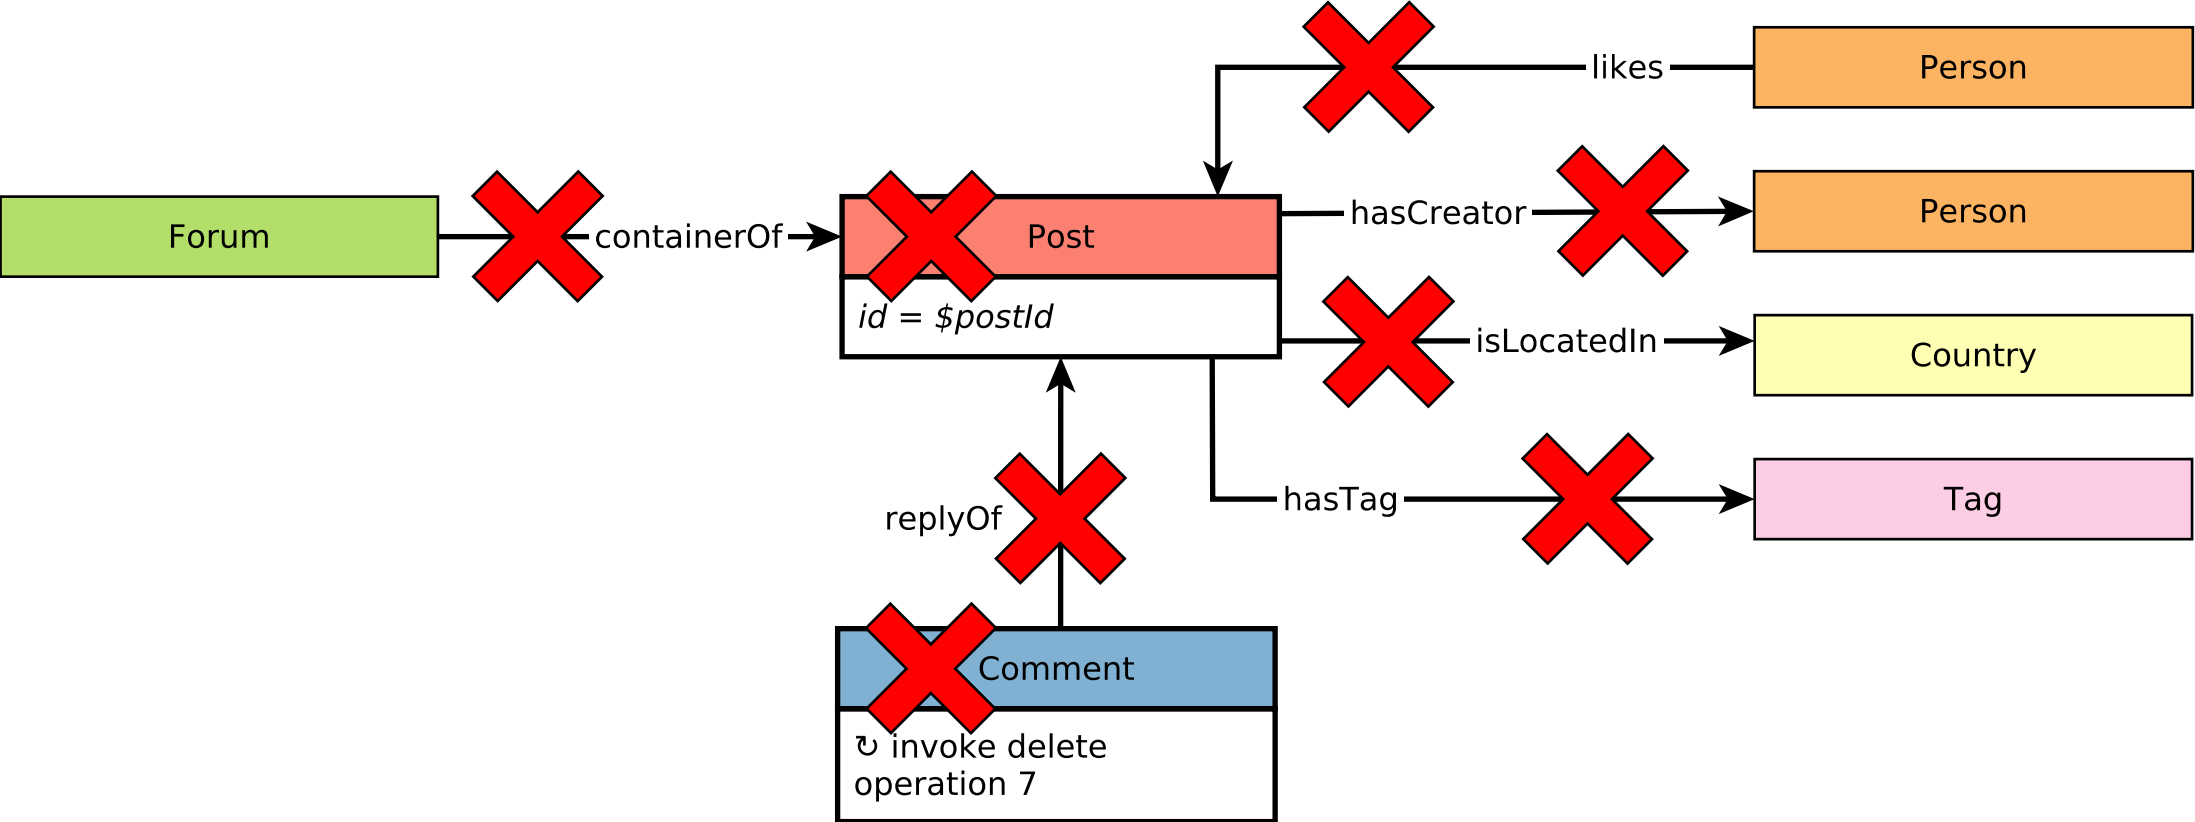 likes
Person
hasCreator
Person
Forum
containerOf
Post
id = $postId
isLocatedIn
Country
hasTag
Tag
replyOf
Comment
↻ invoke delete
operation 7